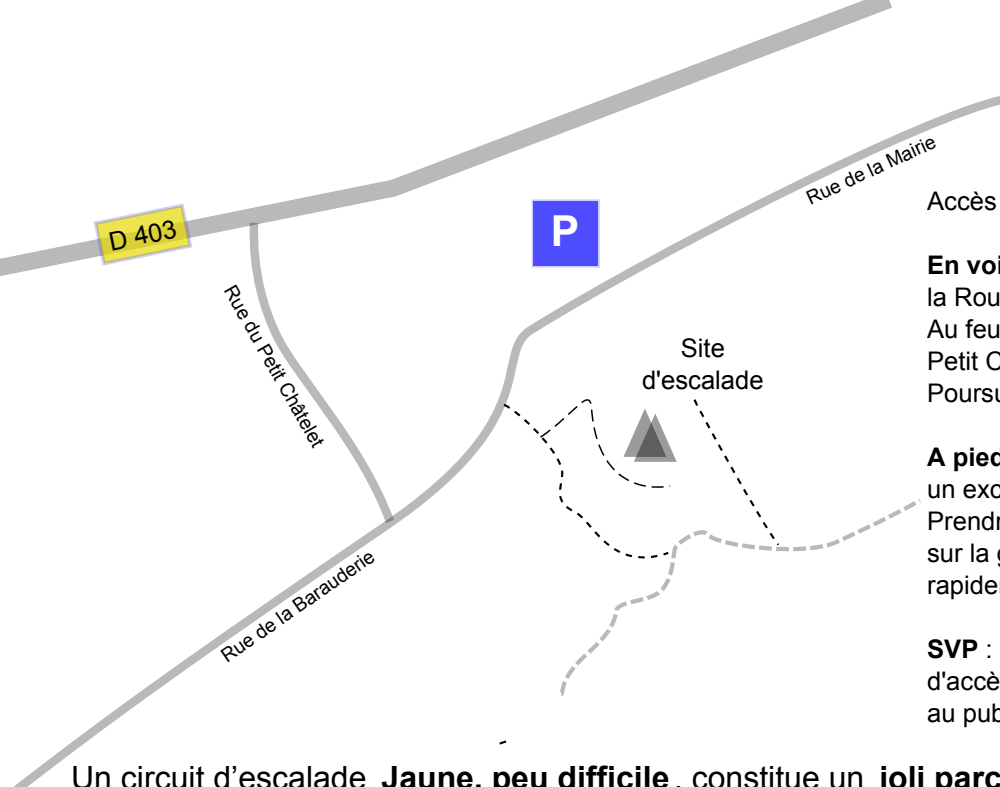 D 403
P
Rue de la Mairie
Rue du Petit Châtelet
Site
d'escalade
Rue de la Barauderie
Accès
En voi
la Rou
Au feu
Petit C
Poursu
A pied
un exc
Prendr
sur la g
rapider
SVP :
d'accè
au pub
Un circuit d’escalade Jaune, peu difficile, constitue un joli parc